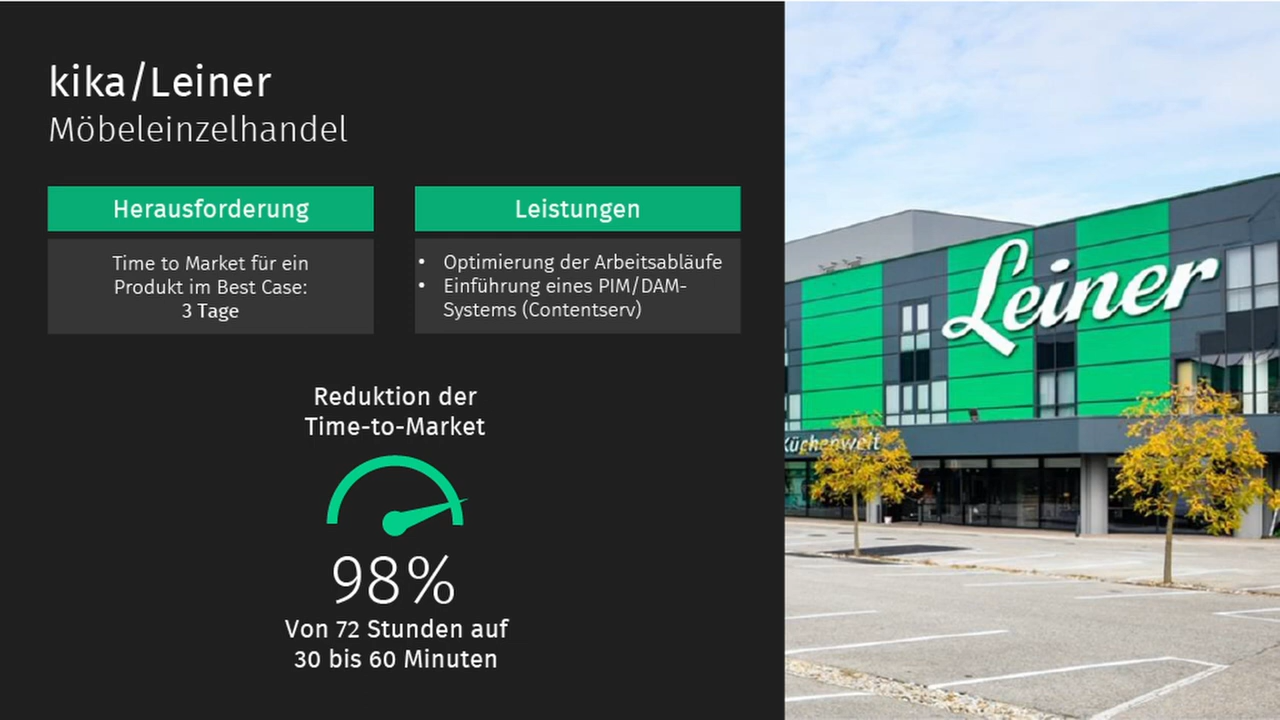 kika/Leiner
Möbeleinzelhandel
Herausforderung
Time to Market für ein
Produkt im Best Case:
3 Tage
Leistungen
• Optimierung der Arbeitsabläufe
• Einführung eines PIM/DAM-
Systems (Contentserv)
Reduktion der
Time-to-Market
98%
Von 72 Stunden auf
30 bis 60 Minuten
Leiner
Küchenwelt